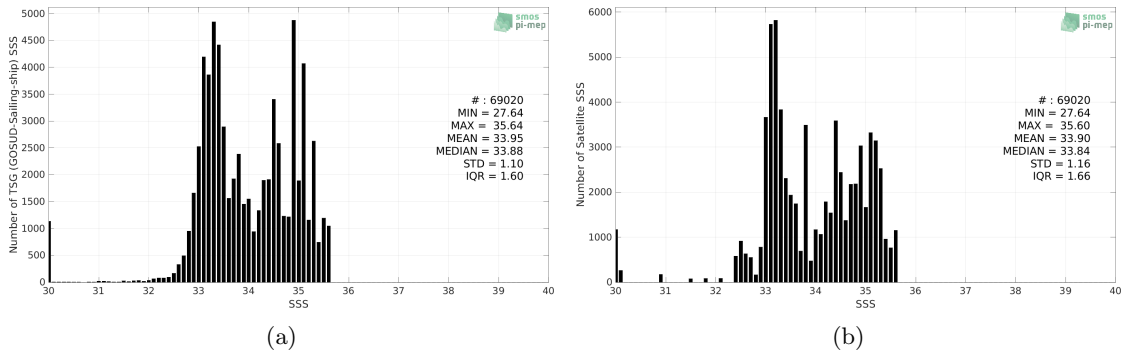 Number of TSG (GOSUD-Sailing-ship) SSS
5000
4500
4000
3500
3000
2500
2000
1500
1000
500
0
30 31 32 33 34 35 36 37 38 39 40
SSS
smos
pi-mep
# : 69020
MIN = 27.64
MAX = 35.64
MEAN = 33.95
MEDIAN = 33.88
STD = 1.10
IQR = 1.60
(a)
Number of Satellite SSS
6000
5000
4000
3000
2000
1000
0
30 31 32 33 34 35 36 37 38 39 40
SSS
smos
pi-mep
# : 69020
MIN = 27.64
MAX = 35.60
MEAN = 33.90
MEDIAN = 33.84
STD = 1.16
IQR = 1.66
(b)